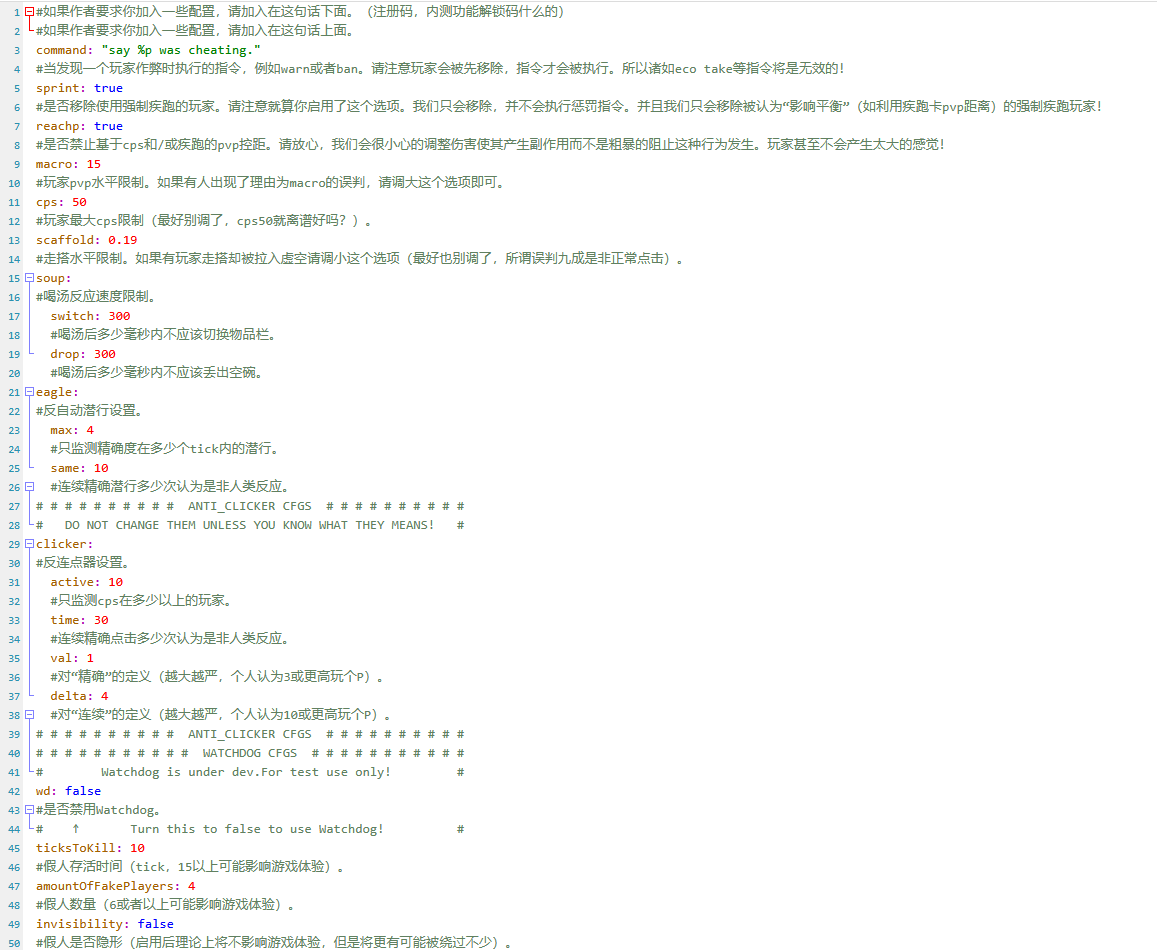 1 #如果作者要求你加入一些配置，请加入在这句话下面。（注册码，内测功能解锁码什么的）
2 #如果作者要求你加入一些配置，请加入在这句话上面。
3 command: "say %p was cheating."
4 #当发现一个玩家作弊时执行的指令，例如warn或者ban。请注意玩家会被先移除，指令才会被执行。所以诸如eco take等指令将是无效的！
5 sprint: true
6 #是否移除使用强制疾跑的玩家。请注意就算你启用了这个选项。我们只会移除，并不会执行惩罚指令。并且我们只会移除被认为“影响平衡”（如利用疾跑卡pvp距离）的强制疾跑玩家！
7 reachp: true
8 #是否禁止基于cps和/或疾跑的pvp控距。请放心，我们会很小心的调整伤害使其产生副作用而不是粗暴的阻止这种行为发生。玩家甚至不会产生太大的感觉！
9 macro: 15
10 #玩家pvp水平限制。如果有人出现了理由为macro的误判，请调大这个选项即可。
11 cps: 50
12 #玩家最大cps限制（最好别调了，cps50就离谱好吗？）。
13 scaffold: 0.19
14 #走搭水平限制。如果有玩家走搭却被拉入虚空请调小这个选项（最好也别调了，所谓误判九成是非正常点击）。
15 soup:
16 #喝汤反应速度限制。
17 switch: 300
18 #喝汤后多少毫秒内不应该切换物品栏。
19 drop: 300
20 #喝汤后多少毫秒内不应该丢出空碗。
21 eagle:
22 #反自动潜行设置。
23 max: 4
24 #只监测精确度在多少个tick内的潜行。
25 same: 10
26 #连续精确潜行多少次认为是非人类反应。
27 # # # # # # # # # # ANTI_CLICKER CFGS # # # # # # # # # #
28 # DO NOT CHANGE THEM UNLESS YOU KNOW WHAT THEY MEANS! #
29 clicker:
30 #反连点器设置。
31 active: 10
32 #只监测cps在多少以上的玩家。
33 time: 30
34 #连续精确点击多少次认为是非人类反应。
35 val: 1
36 #对“精确”的定义（越大越严，个人认为3或更高玩个P）。
37 delta: 4
38 #对“连续”的定义（越大越严，个人认为10或更高玩个P）。
39 # # # # # # # # # # ANTI_CLICKER CFGS # # # # # # # # # #
40 # # # # # # # # # # # WATCHDOG CFGS # # # # # # # # # # #
41 # Watchdog is under dev.For test use only! #
42 wd: false
43 #是否禁用Watchdog。
44 # ↑ Turn this to false to use Watchdog! #
45 ticksToKill: 10
46 #假人存活时间（tick，15以上可能影响游戏体验）。
47 amountOfFakePlayers: 4
48 #假人数量（6或者以上可能影响游戏体验）。
49 invisibility: false
50 #假人是否隐形（启用后理论上将不影响游戏体验，但是将更有可能被绕过不少）。